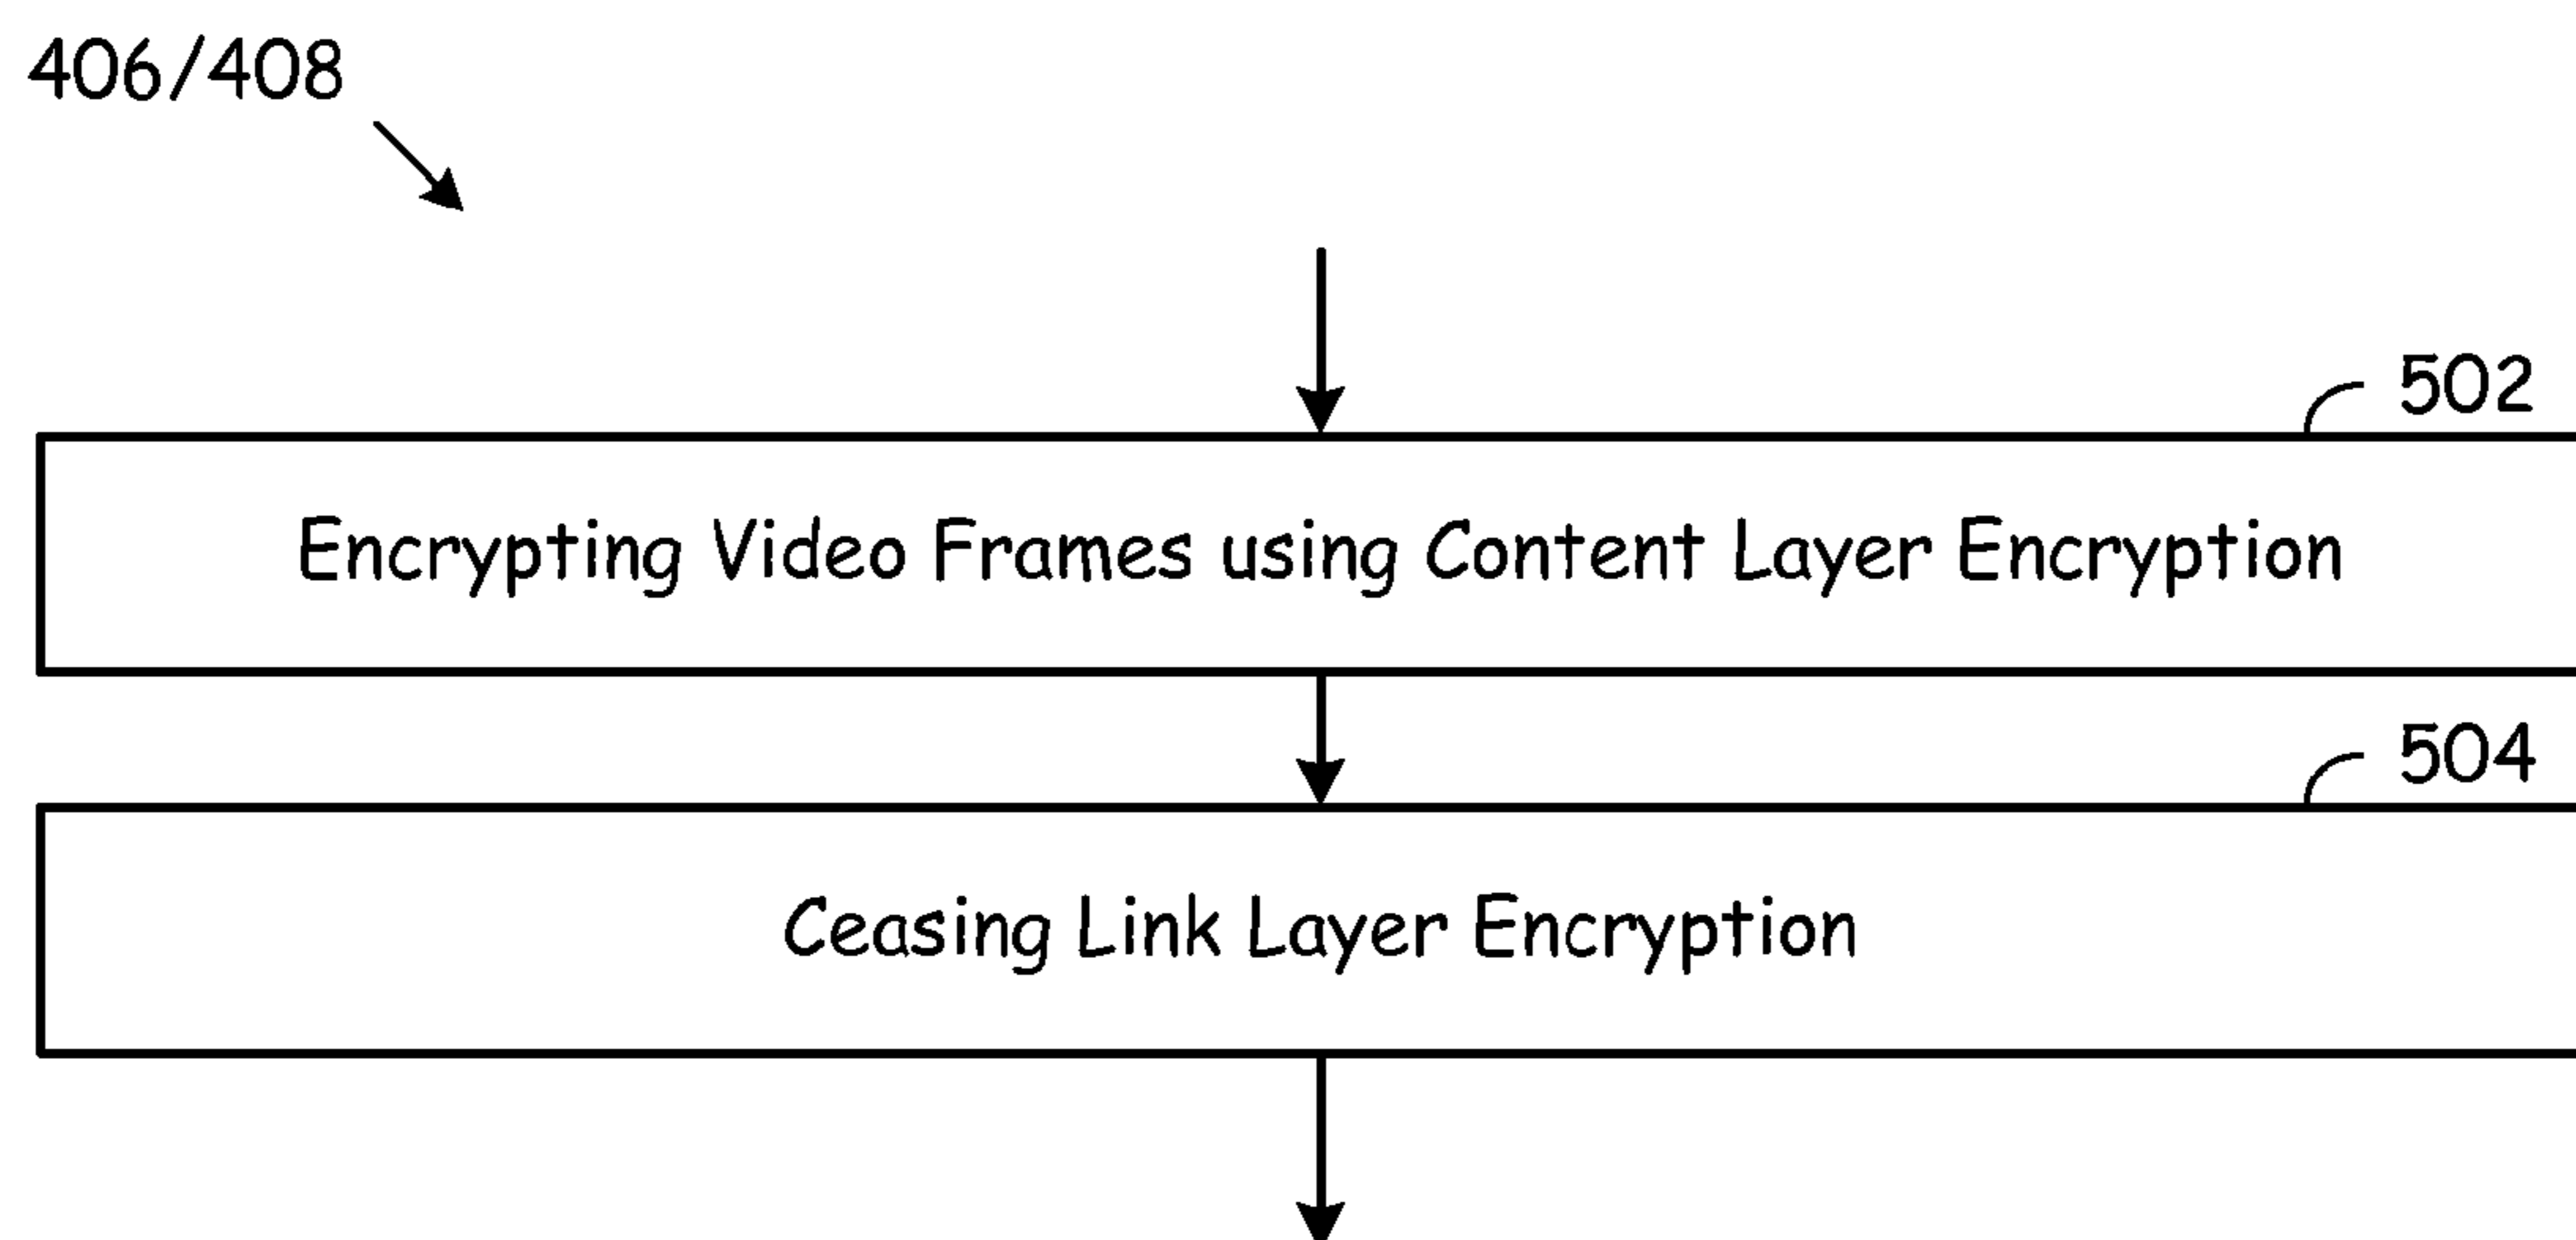 406/408
502
Encrypting Video Frames using Content Layer Encryption
504
Ceasing Link Layer Encryption